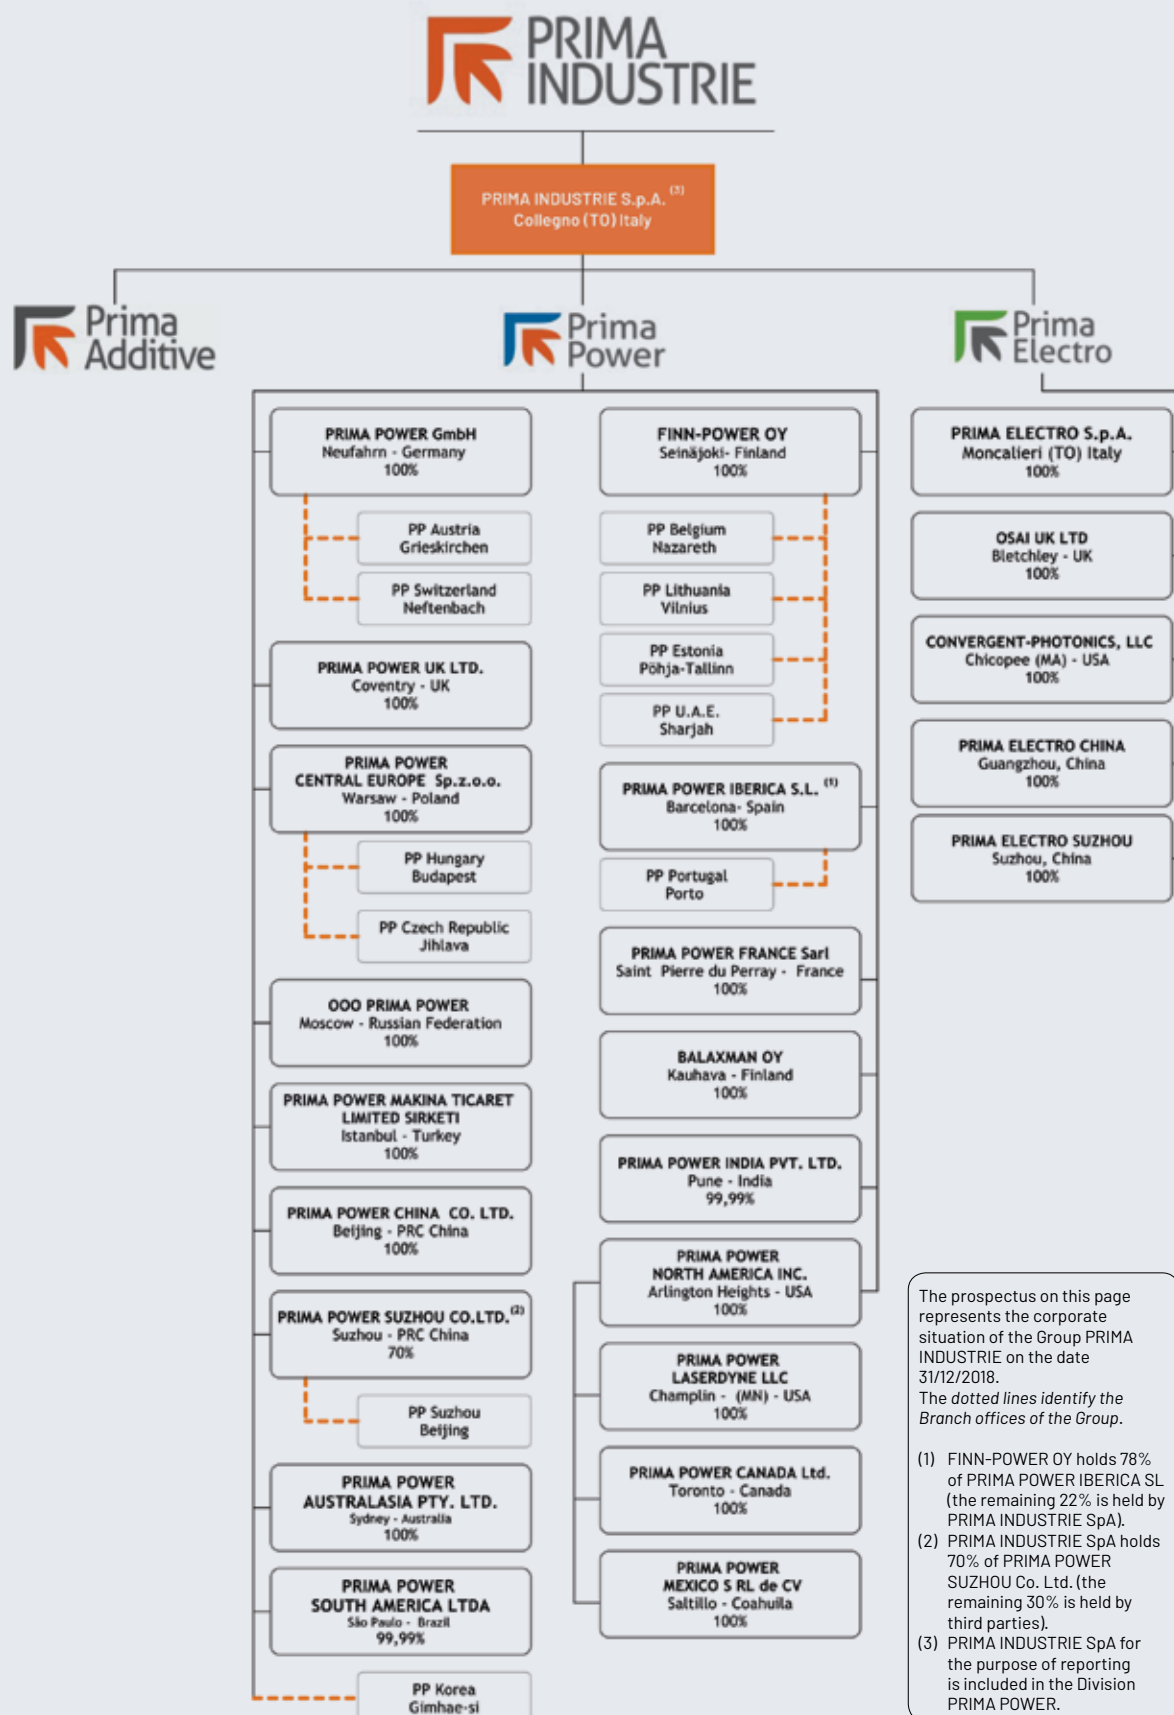 PRIMA
INDUSTRIE
PRIMA INDUSTRIE S.p.A. (3)
Collegno (TO) Italy
Prima
Additive
Prima
Power
Prima
Electro
PRIMA POWER GmbH
Neufahrn - Germany
100%
PP Austria
Grieskirchen
PP Switzerland
Neftenbach
PRIMA POWER UK LTD.
Coventry - UK
100%
PRIMA POWER
CENTRAL EUROPE Sp.z.o.o.
Warsaw - Poland
100%
PP Hungary
Budapest
PP Czech Republic
Jihlava
OOO PRIMA POWER
Moscow - Russian Federation
100%
PRIMA POWER MAKINA TICARET
LIMITED SIRKETI
Istanbul - Turkey
100%
PRIMA POWER CHINA CO. LTD.
Beijing - PRC China
100%
PRIMA POWER SUZHOU CO.LTD. (2)
Suzhou - PRC China
70%
PP Suzhou
Beijing
PRIMA POWER
AUSTRALASIA PTY. LTD.
Sydney - Australia
100%
PRIMA POWER
SOUTH AMERICA LTDA
São Paulo - Brazil
99,99%
PP Korea
Gimhae-si
FINN-POWER OY
Seinäjoki- Finland
100%
PP Belgium
Nazareth
PP Lithuania
Vilnius
PP Estonia
Pöhja-Tallinn
PP U.A.E.
Sharjah
PRIMA POWER IBERICA S.L. (1)
Barcelona- Spain
100%
PP Portugal
Porto
PRIMA POWER FRANCE Sarl
Saint Pierre du Perray - France
100%
BALAXMAN OY
Kauhava - Finland
100%
PRIMA POWER INDIA PVT. LTD.
Pune - India
99,99%
PRIMA POWER
NORTH AMERICA INC.
Arlington Heights - USA
100%
PRIMA POWER
LASERDYNE LLC
Champlin - (MN) - USA
100%
PRIMA POWER CANADA Ltd.
Toronto - Canada
100%
PRIMA POWER
MEXICO S RL de CV
Saltillo - Coahuila
100%
PRIMA ELECTRO S.p.A.
Moncalieri (TO) Italy
100%
OSAI UK LTD
Bletchley - UK
100%
CONVERGENT-PHOTONICS, LLC
Chicopee (MA) - USA
100%
PRIMA ELECTRO CHINA
Guangzhou, China
100%
PRIMA ELECTRO SUZHOU
Suzhou, China
100%
The prospectus on this page
represents the corporate
situation of the Group PRIMA
INDUSTRIE on the date
31/12/2018.
The dotted lines identify the
Branch offices of the Group.
(1) FINN-POWER OY holds 78%
of PRIMA POWER IBERICA SL
(the remaining 22% is held by
PRIMA INDUSTRIE SpA).
(2) PRIMA INDUSTRIE SpA holds
70% of PRIMA POWER
SUZHOU Co. Ltd. (the
remaining 30% is held by
third parties).
(3) PRIMA INDUSTRIE SpA for
the purpose of reporting
is included in the Division
PRIMA POWER.